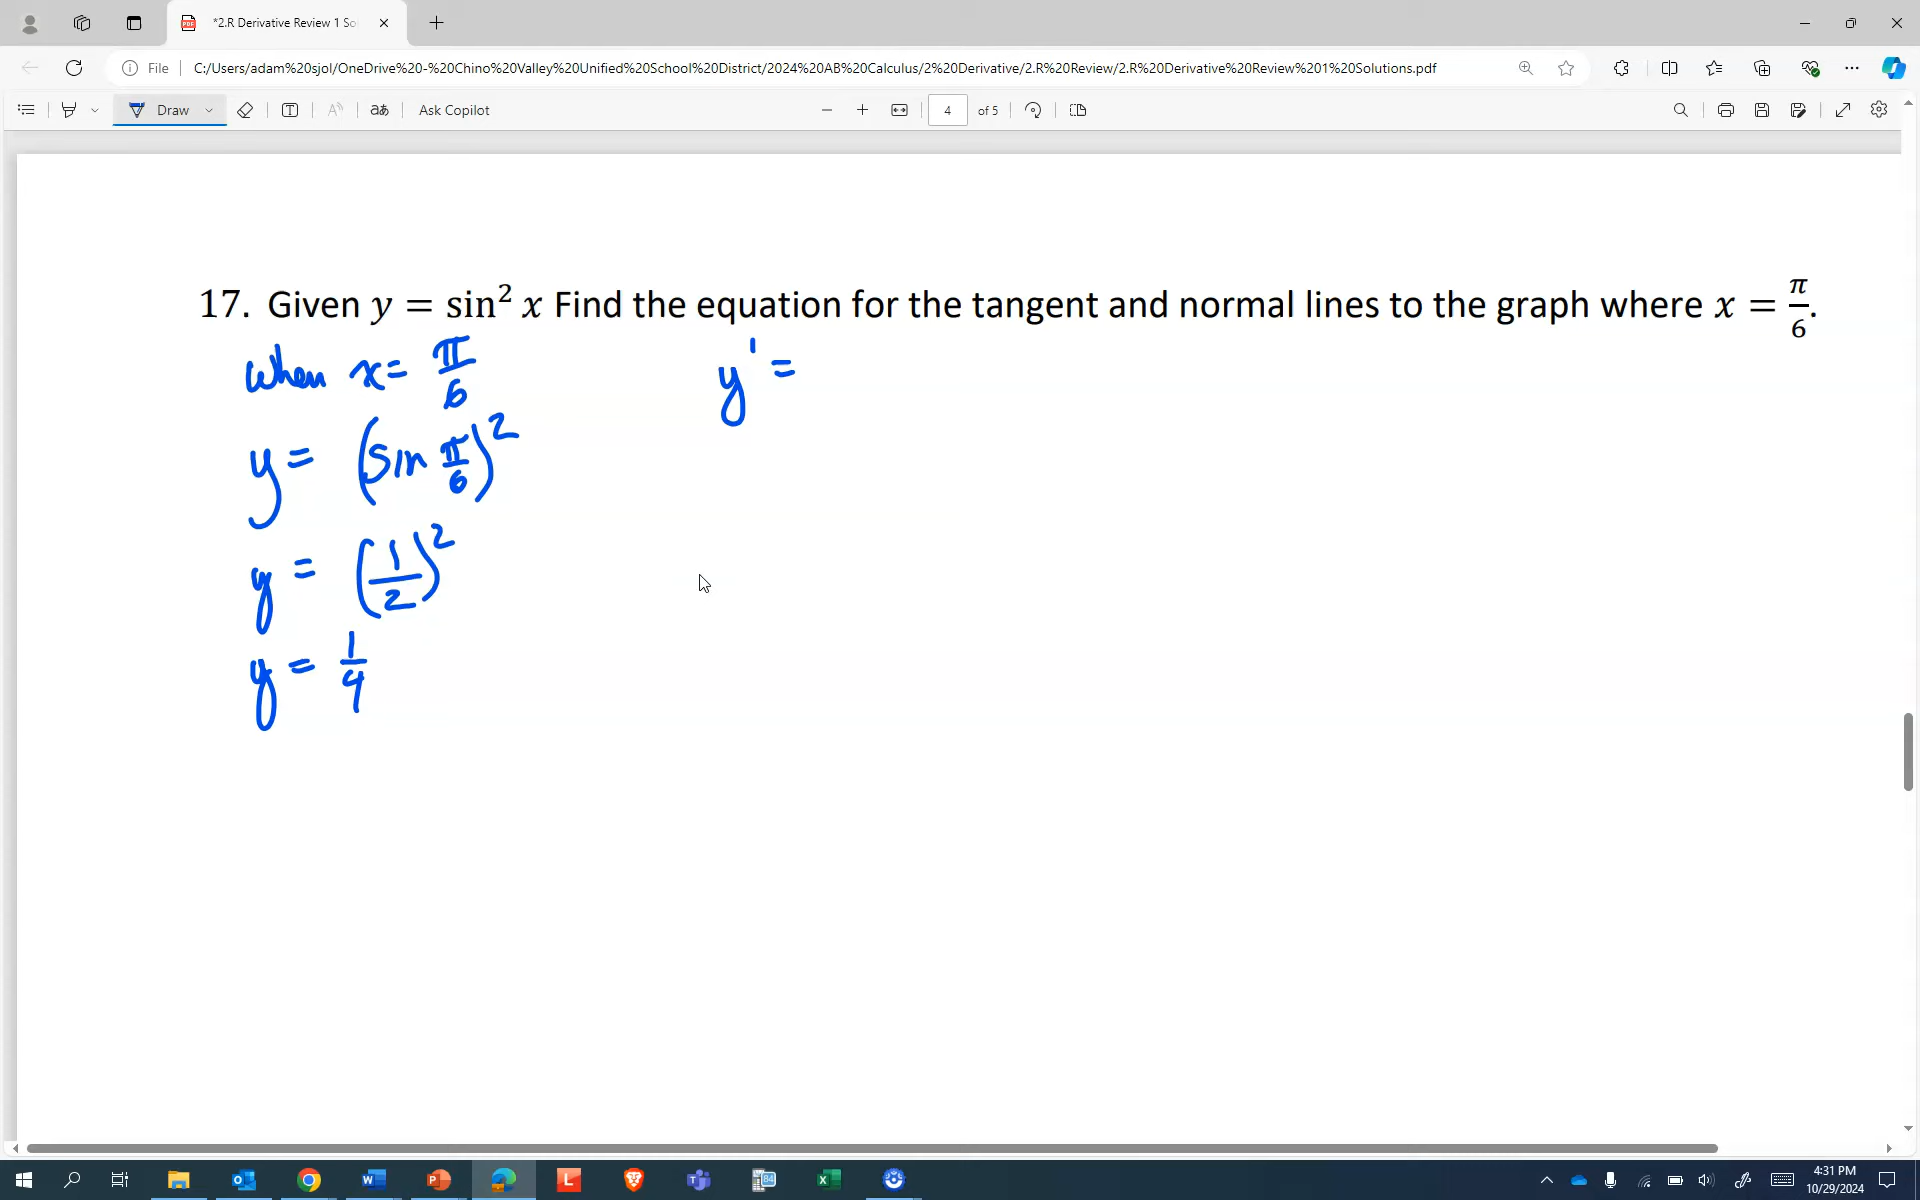 *2.R Derivative Review 1 So
File
C:/Users/adam%20sjol/OneDrive%20-%20Chino%20Valley%20Unified%20School%20District/2024%20AB%20Calculus/2%20Derivative/2.R%20Review/2.R%20Derivative%20Review%201%20Solutions.pdf
Draw
Ask Copilot
4 of 5
17. Given y = sin² x Find the equation for the tangent and normal lines to the graph where x = π/6.
when x = π/6
y' =
y = (sin π/6)²
y = (1/2)²
y = 1/4
4:31 PM
10/29/2024